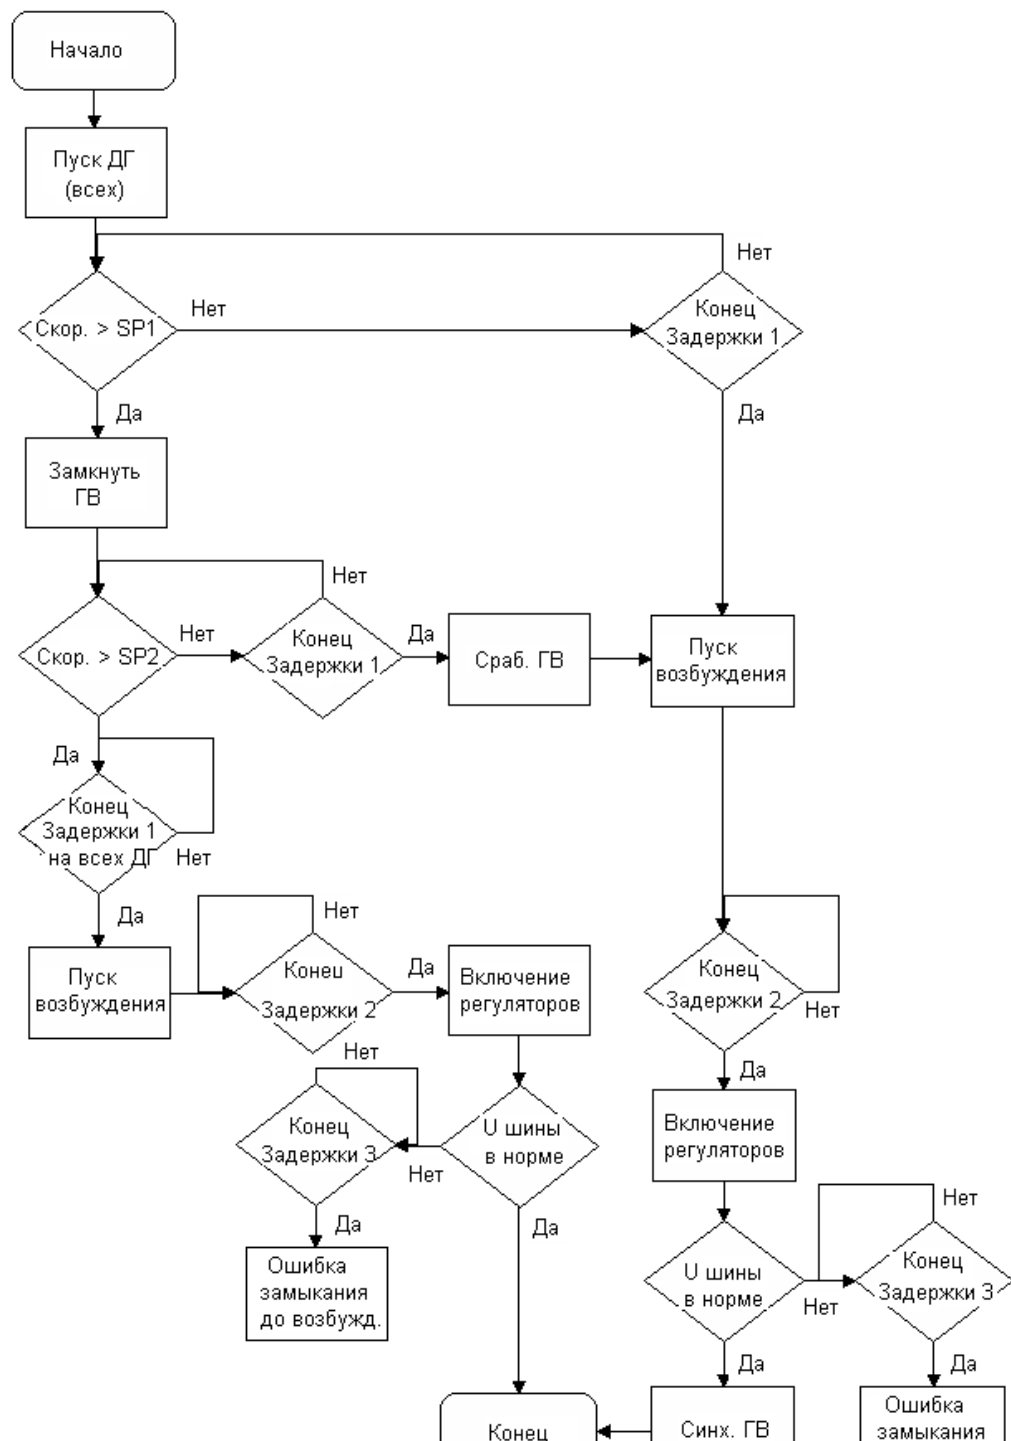 Начало
Пуск ДГ
(всех)
Нет
Скор. > SP1
Нет
Конец
Задержки 1
Да
Да
Замкнуть
ГВ
Нет
Скор. > SP2
Нет
Конец
Задержки 1
Да
Сраб. ГВ
Пуск
возбуждения
Да
Конец
Задержки 1
на всех ДГ
Нет
Да
Пуск
возбуждения
Нет
Конец
Задержки 2
Да
Включение
регуляторов
Конец
Задержки 2
Нет
Да
Нет
Конец
Задержки 3
Нет
U шины
в норме
Включение
регуляторов
Да
Да
Ошибка
замыкания
до возбужд.
Нет
U шины
в норме
Нет
Конец
Задержки 3
Да
Да
Конец
Синх. ГВ
Ошибка
замыкания